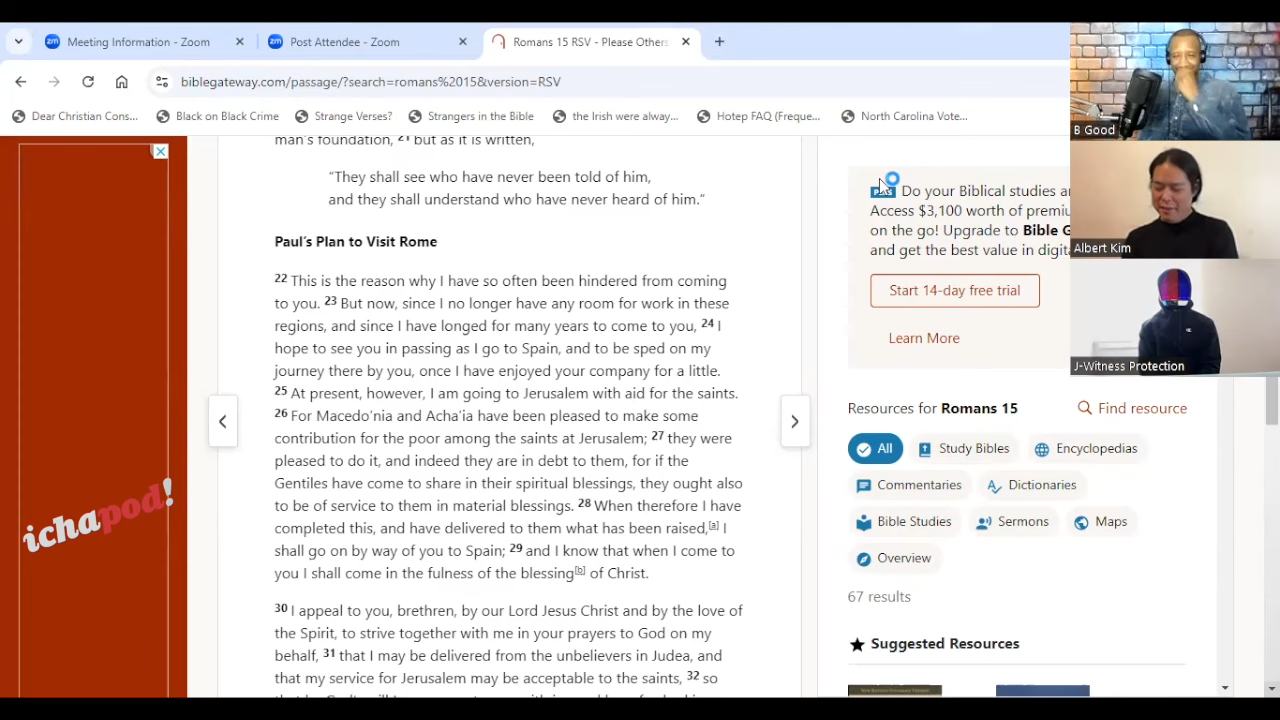 Meeting Information - Zoom
Post Attendee - Zoom
Romans 15 RSV - Please Others
biblegateway.com/passage/?search=romans%2015&version=RSV
Dear Christian Cons...
Black on Black Crime
Strange Verses?
Strangers in the Bible
the Irish were alway...
Hotep FAQ (Freque...
North Carolina Vote...
man's foundation, 21 but as it is written,
“They shall see who have never been told of him,
and they shall understand who have never heard of him.”
Paul's Plan to Visit Rome
22 This is the reason why I have so often been hindered from coming
to you. 23 But now, since I no longer have any room for work in these
regions, and since I have longed for many years to come to you, 24 I
hope to see you in passing as I go to Spain, and to be sped on my
journey there by you, once I have enjoyed your company for a little.
25 At present, however, I am going to Jerusalem with aid for the saints.
26 For Macedo′nia and Acha′ia have been pleased to make some
contribution for the poor among the saints at Jerusalem; 27 they were
pleased to do it, and indeed they are in debt to them, for if the
Gentiles have come to share in their spiritual blessings, they ought also
to be of service to them in material blessings. 28 When therefore I have
completed this, and have delivered to them what has been raised,[a] I
shall go on by way of you to Spain; 29 and I know that when I come to
you I shall come in the fulness of the blessing[b] of Christ.
30 I appeal to you, brethren, by our Lord Jesus Christ and by the love of
the Spirit, to strive together with me in your prayers to God on my
behalf, 31 that I may be delivered from the unbelievers in Judea, and
that my service for Jerusalem may be acceptable to the saints, 32 so
ichapod!
Do your Biblical studies
Access $3,100 worth of
on the go! Upgrade to Bible
and get the best value in
Start 14-day free trial
Learn More
Resources for Romans 15
Find resource
All
Study Bibles
Encyclopedias
Commentaries
Dictionaries
Bible Studies
Sermons
Maps
Overview
67 results
Suggested Resources
B Good
Albert Kim
J-Witness Protection